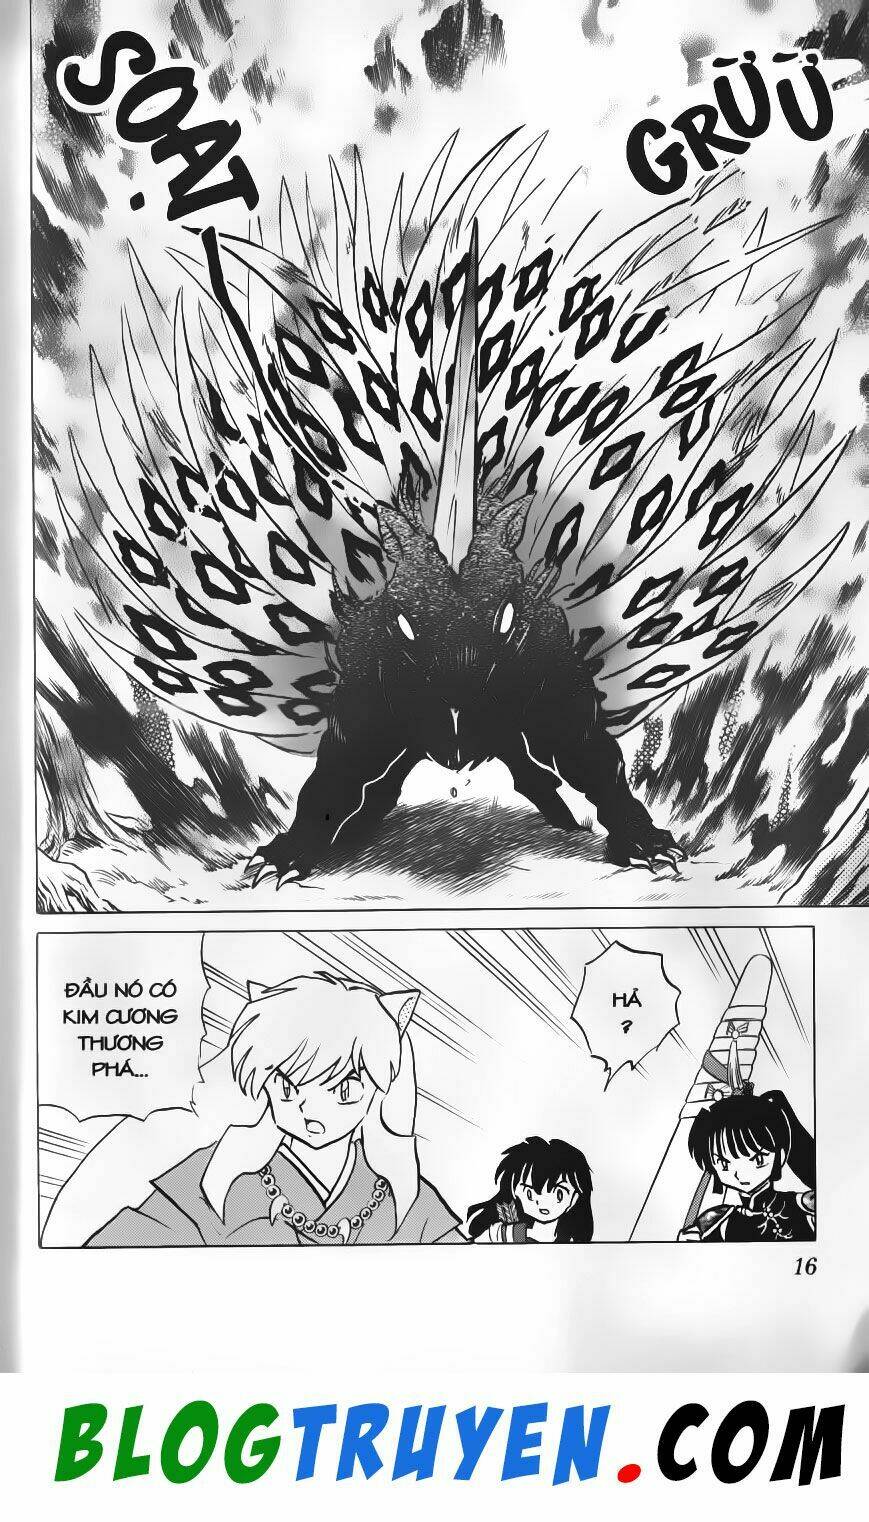 SOẠT
GRỪỪ
ĐẦU NÓ CÓ
KIM CƯƠNG
THƯƠNG
PHÁ...
HẢ
?
16
BLOGTRUYEN.COM